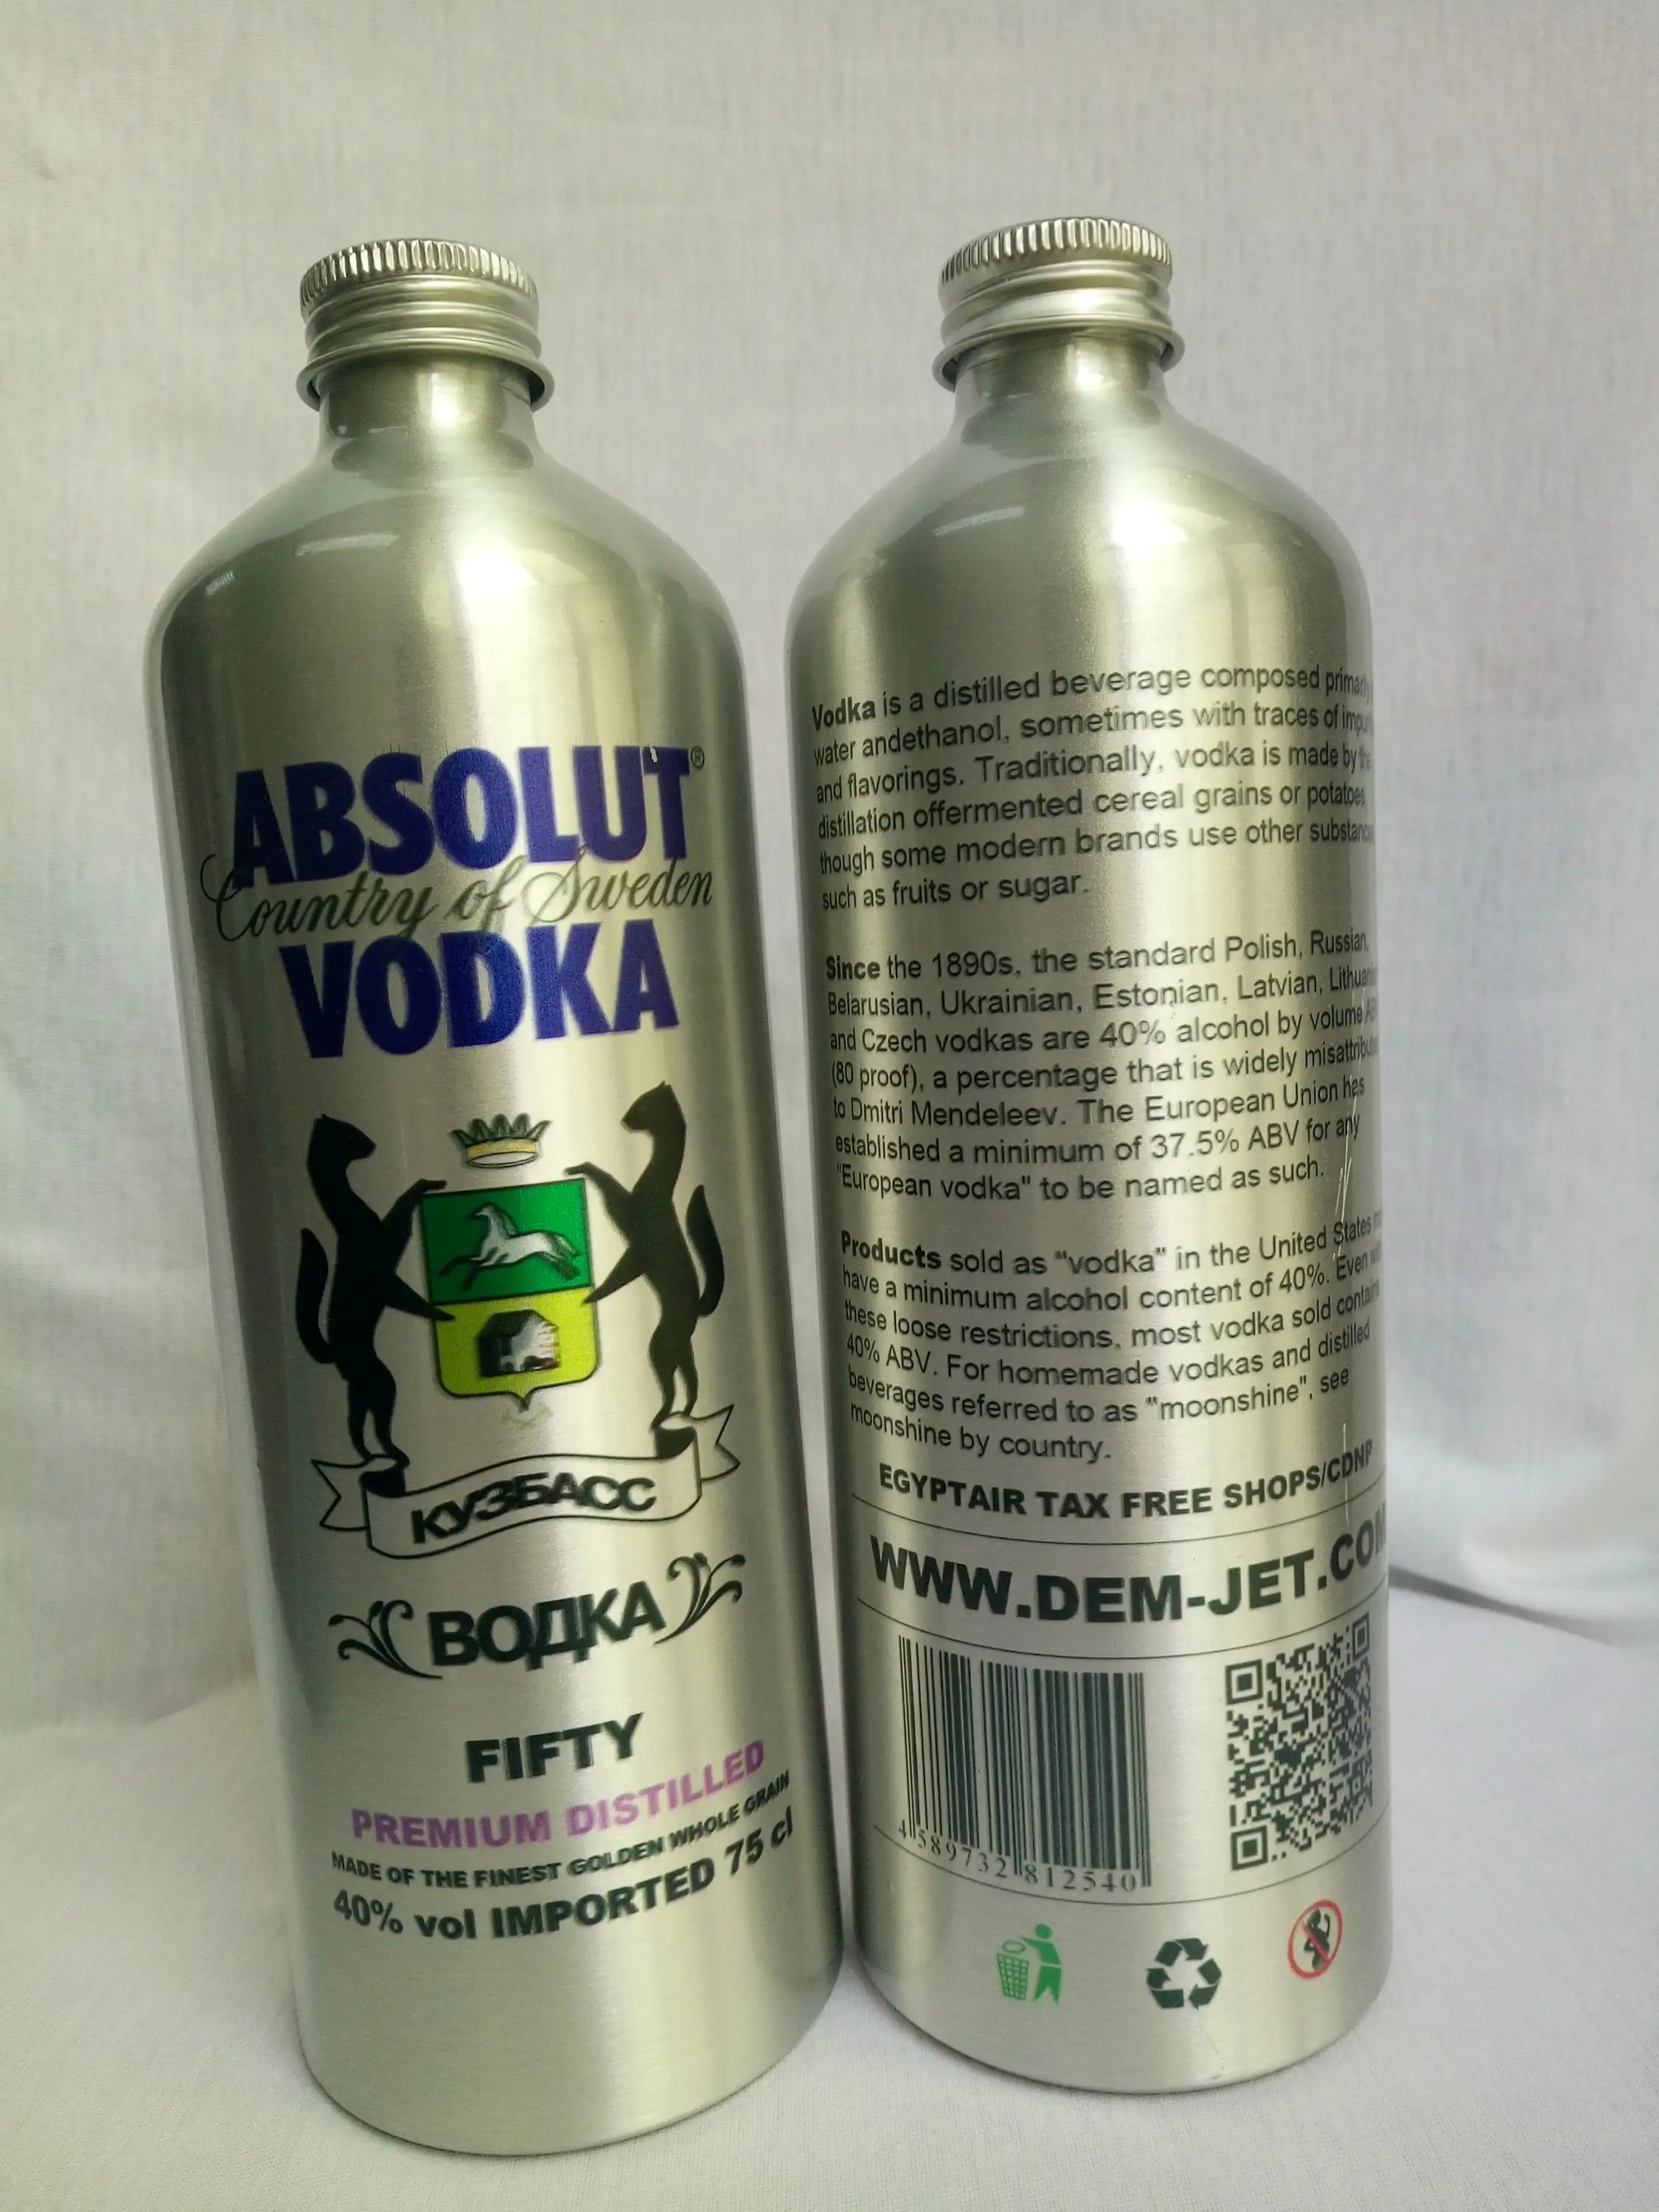 ABSOLUT®
Country of Sweden
VODKA
КУЗБАСС
ВОДКА
FIFTY
PREMIUM DISTILLED
MADE OF THE FINEST GOLDEN WHOLE GRAIN
40% vol IMPORTED 75 cl
Vodka is a distilled beverage composed primarily
water andethanol, sometimes with traces of
and flavorings. Traditionally, vodka is made by the
distillation offermented cereal grains or potatoes,
though some modern brands use other
such as fruits or sugar.
Since the 1890s, the standard Polish, Russian,
Belarusian, Ukrainian, Estonian, Latvian,
and Czech vodkas are 40% alcohol by volume
(80 proof), a percentage that is widely
to Dmitri Mendeleev. The European Union has
established a minimum of 37.5% ABV for any
"European vodka" to be named as such.
Products sold as "vodka" in the United States
have a minimum alcohol content of 40%. Even
these loose restrictions, most vodka sold
40% ABV. For homemade vodkas and distilled
beverages referred to as "moonshine", see
moonshine by country.
EGYPTAIR TAX FREE SHOPS/CDNP
WWW.DEM-JET.COM
4 589732 812540